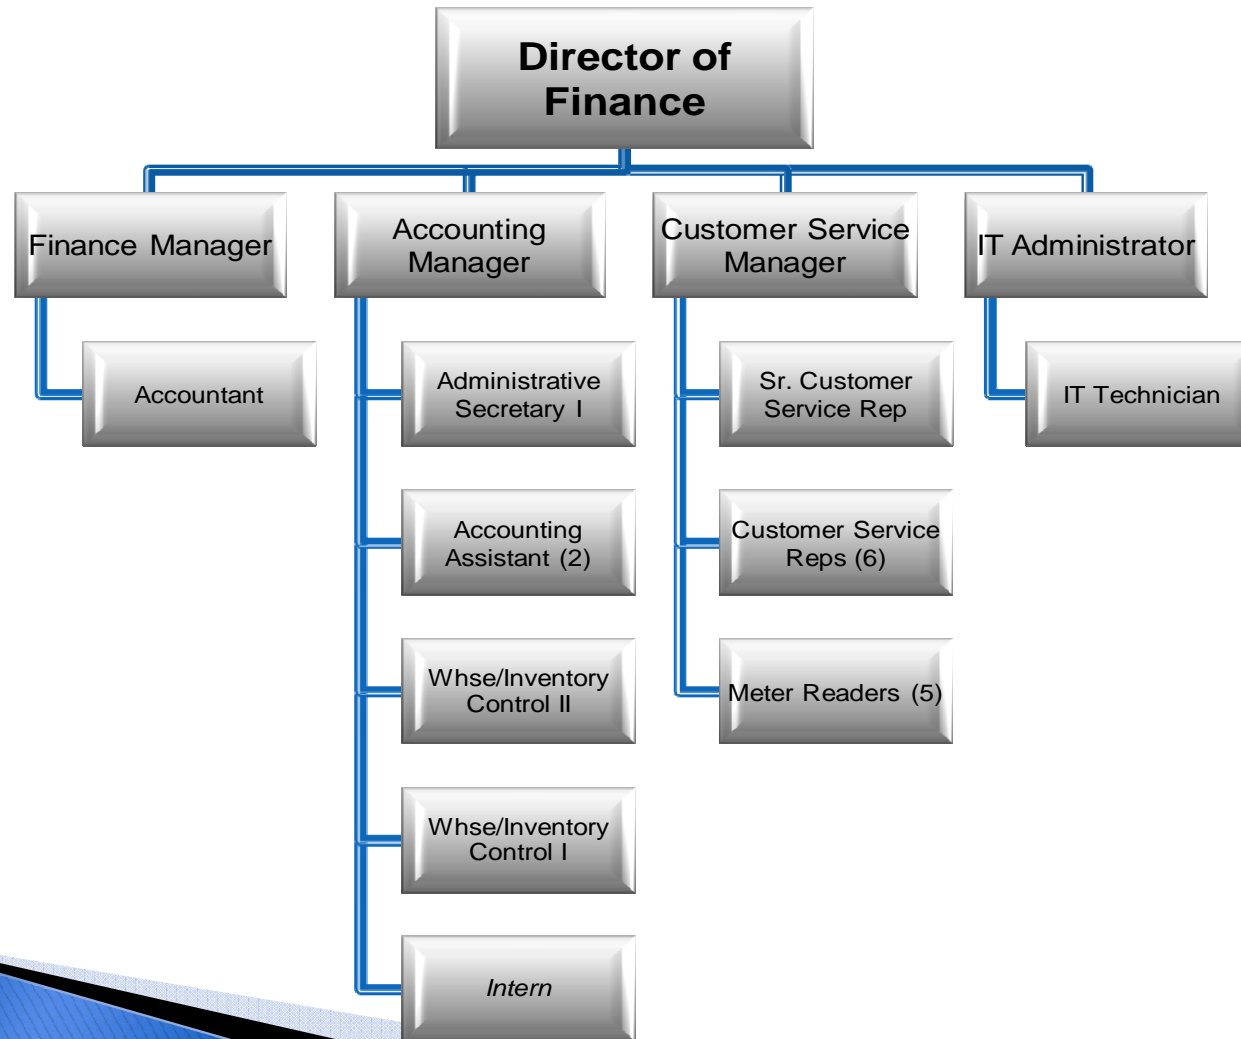 Director of
Finance
Finance Manager
Accounting
Manager
Customer Service
Manager
IT Administrator
Accountant
Administrative
Secretary I
Sr. Customer
Service Rep
IT Technician
Accounting
Assistant (2)
Customer Service
Reps (6)
Whse/Inventory
Control II
Meter Readers (5)
Whse/Inventory
Control I
Intern